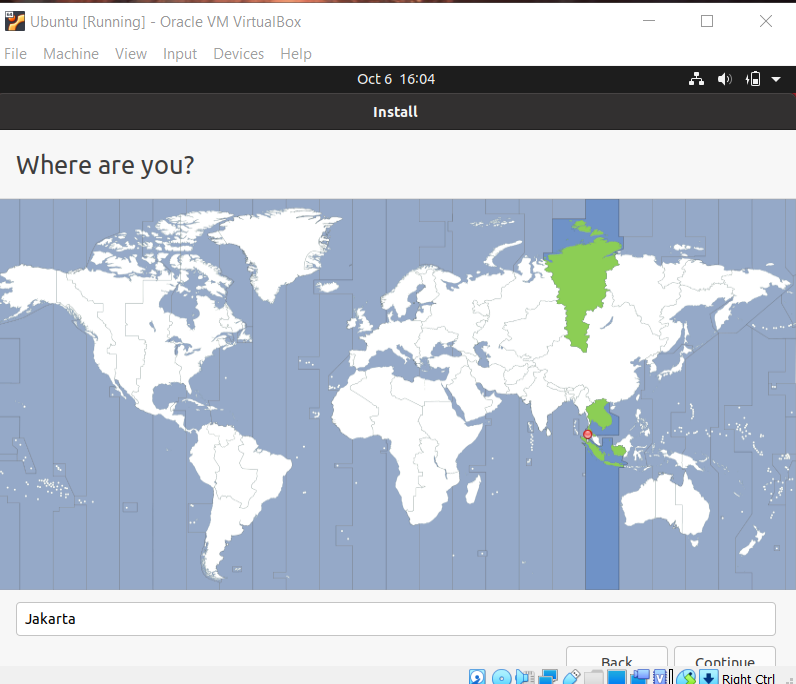 Ubuntu [Running] - Oracle VM VirtualBox
File Machine View Input Devices Help
Oct 6 16:04
Install
Where are you?
Jakarta
Back Continue
Right Ctrl